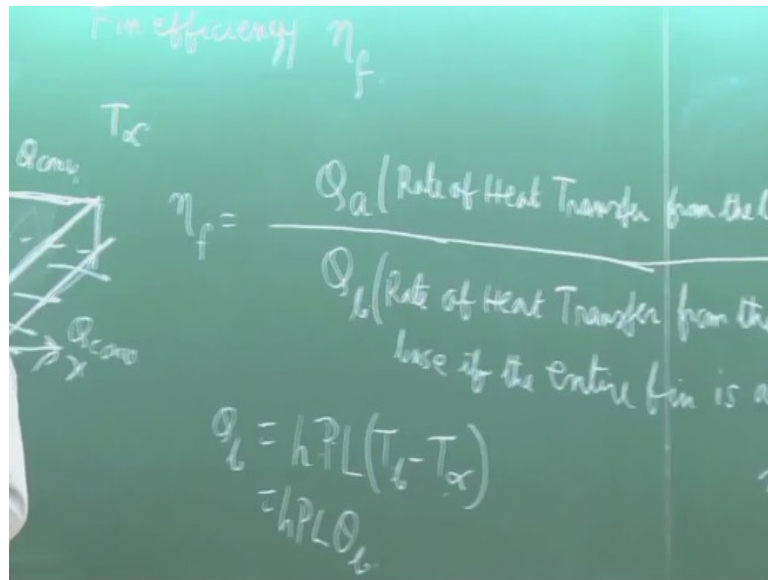 Fin efficiency η_f
T_∝
Q_conv
η_f = Q_a (Rate of Heat Transfer from the
Q_b (Rate of Heat Transfer from the
base if the entire fin is a
Q_conv
x
Q_b = hPL(T_b - T_∝)
= hPLθ_b